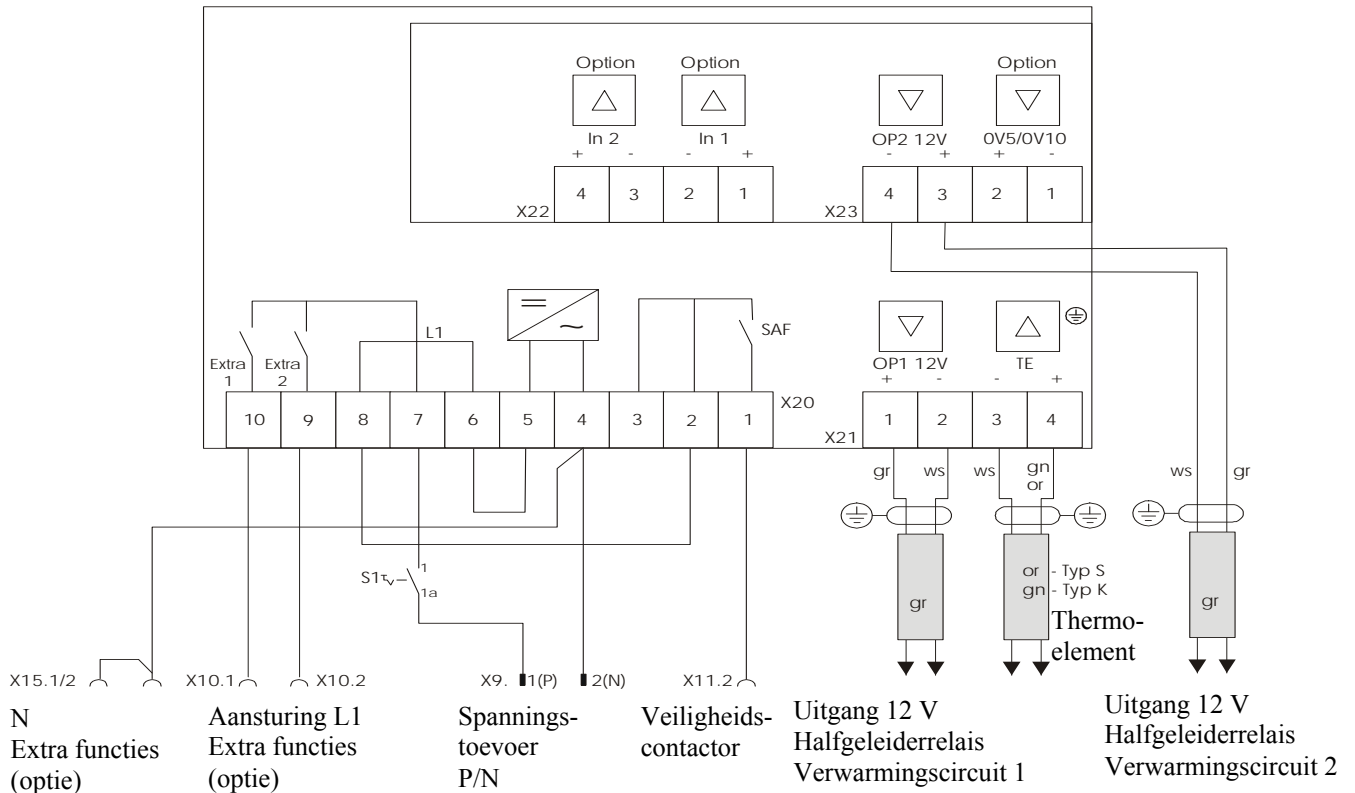 Option Option Option
In 2 In 1 OP2 12V 0V5/0V10
+ - - + - + + -
X22 4 3 2 1 X23 4 3 2 1
L1 SAF
Extra 1 Extra 2
OP1 12V TE
+ - - +
10 9 8 7 6 5 4 3 2 1 X20
X21 1 2 3 4
gr ws ws gn or ws gr
S1 1 1a
or - Typ S
gn - Typ K
gr gr
Thermo-
element
X15.1/2 X10.1 X10.2 X9. 1(P) 2(N) X11.2
N
Extra functies
(optie)
Aansturing L1
Extra functies
(optie)
Spannings-
toevoer
P/N
Veiligheids-
contactor
Uitgang 12 V
Halfgeleiderrelais
Verwarmingscircuit 1
Uitgang 12 V
Halfgeleiderrelais
Verwarmingscircuit 2